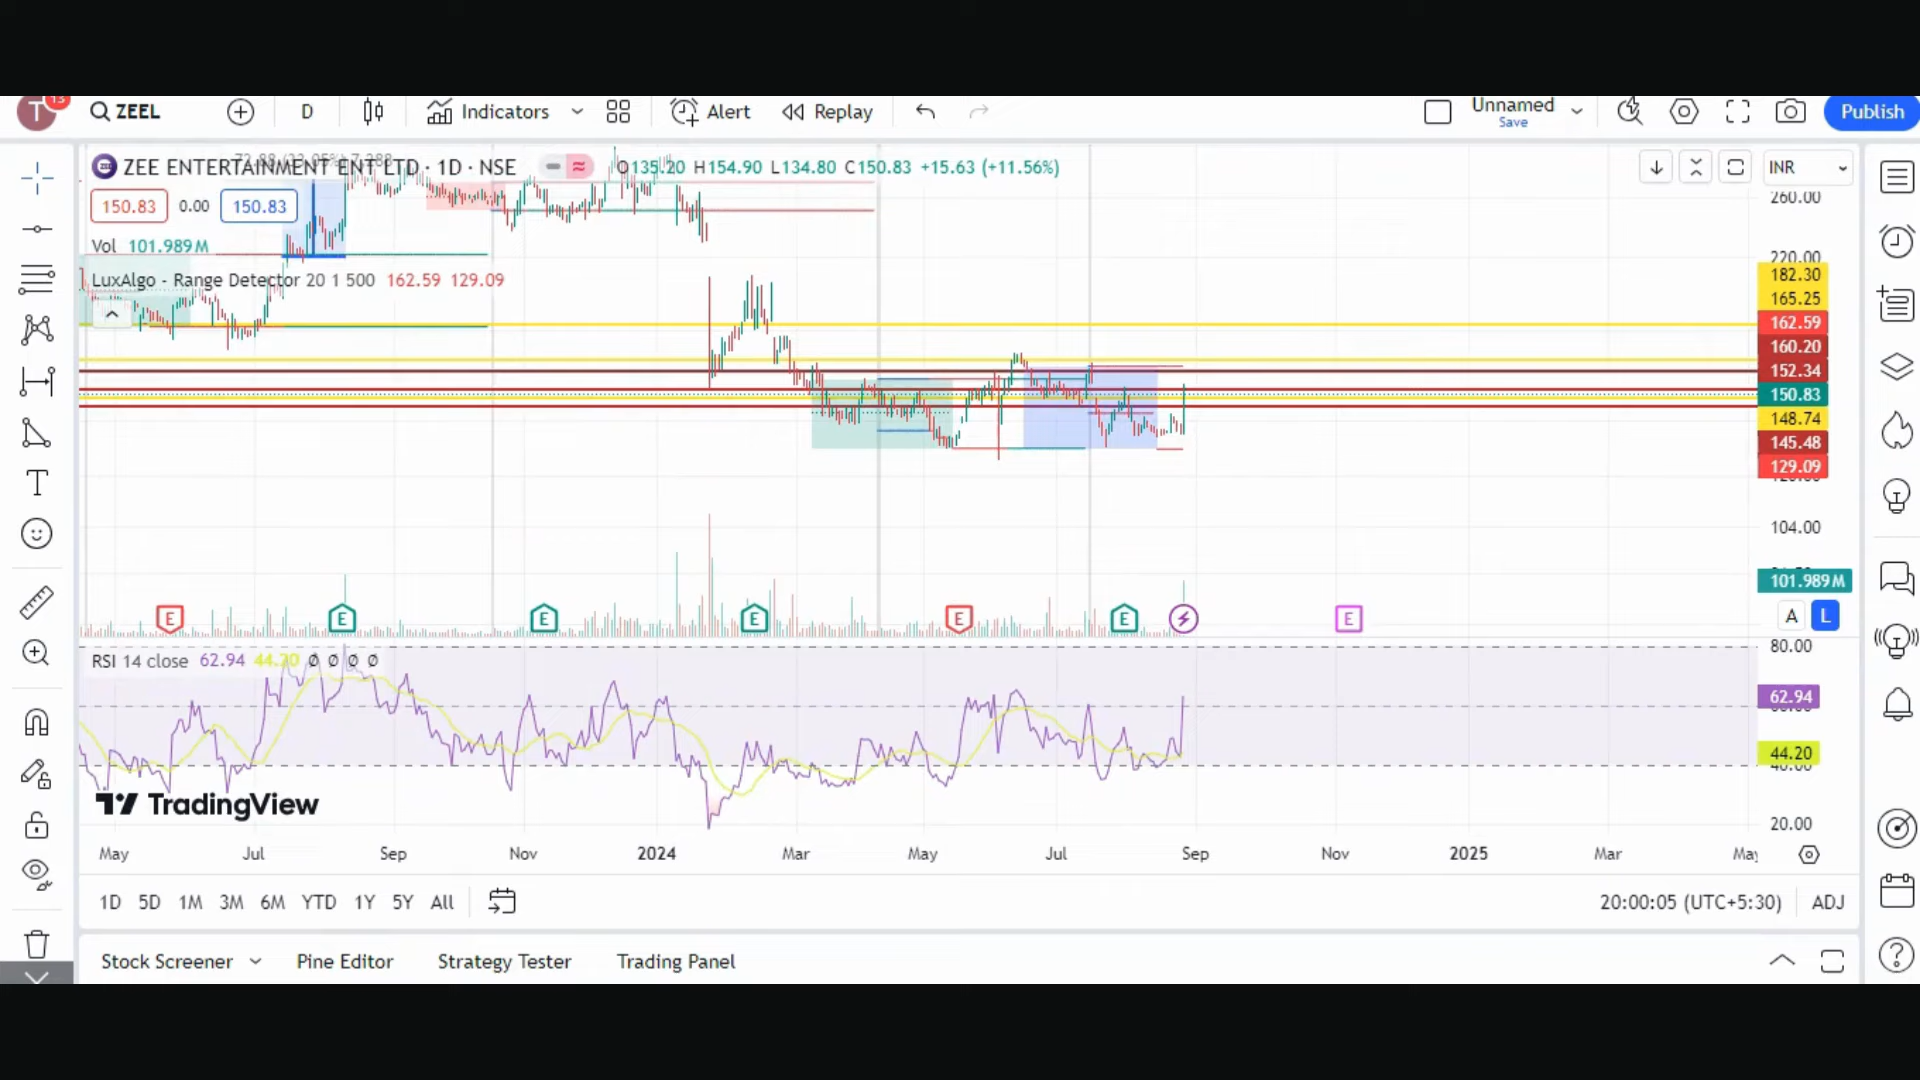 T 13 ZEEL D Indicators Alert Replay Unnamed Save Publish
ZEE ENTERTAINMENT ENT LTD · 1D · NSE O135.20 H154.90 L134.80 C150.83 +15.63 (+11.56%) INR
150.83 0.00 150.83
Vol 101.989M
LuxAlgo - Range Detector 20 1 500 162.59 129.09
260.00
220.00
182.30
165.25
162.59
160.20
152.34
150.83
148.74
145.48
129.09
104.00
101.989M
E E E E E E E A L
RSI 14 close 62.94 44.20 Ø Ø Ø Ø
80.00
62.94
44.20
40.00
20.00
TradingView
May Jul Sep Nov 2024 Mar May Jul Sep Nov 2025 Mar May
1D 5D 1M 3M 6M YTD 1Y 5Y All 20:00:05 (UTC+5:30) ADJ
Stock Screener Pine Editor Strategy Tester Trading Panel